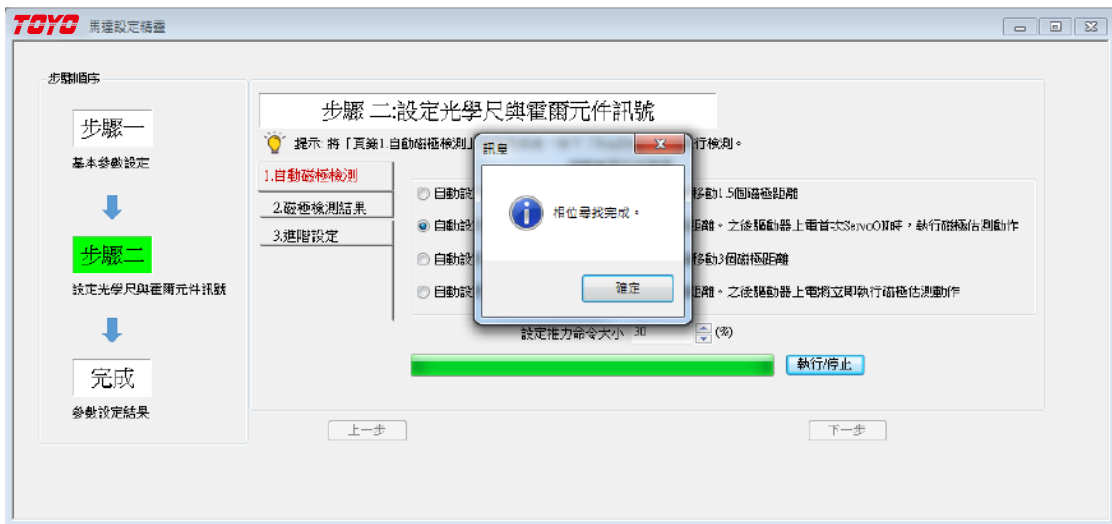 TOYO 馬達設定精靈
步驟順序
步驟一
基本參數設定
步驟二
設定光學尺與霍爾元件訊號
完成
參數設定結果
步驟 二:設定光學尺與霍爾元件訊號
提示: 將「頁籤1.自動磁極檢測」 行檢測。
1.自動磁極檢測
2.磁極檢測結果
3.進階設定
自動設 移動1.5個磁極距離
自動設 距離。之後驅動器上電首次ServoON時，執行磁極估測動作
自動設 移動3個磁極距離
自動設 距離。之後驅動器上電將立即執行磁極估測動作
訊息
相位尋找完成。
確定
設定推力命令大小 30 (%)
執行/停止
上一步 下一步